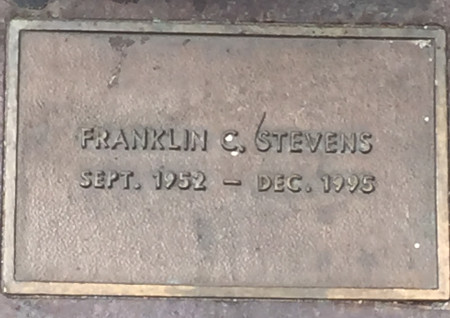 FRANKLIN C. STEVENS
SEPT. 1952 – DEC. 1995